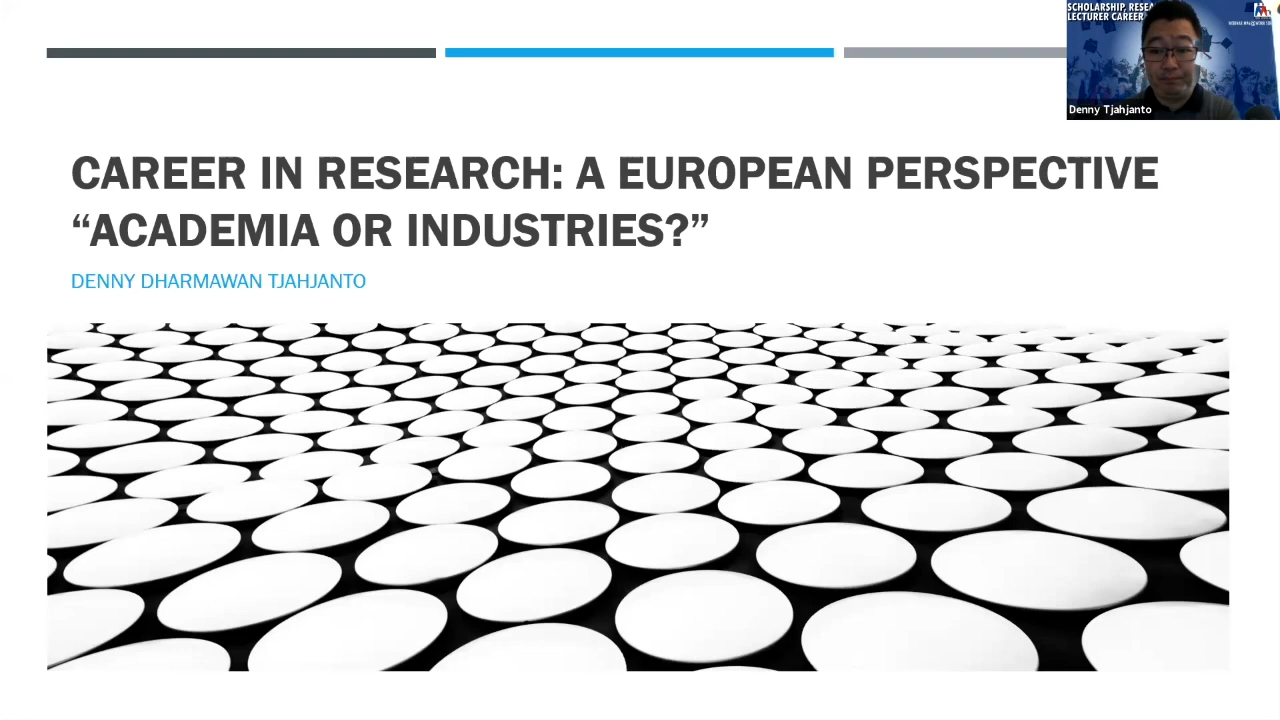 SCHOLARSHIP, RESEA
LECTURER CAREER
Denny Tjahjanto
CAREER IN RESEARCH: A EUROPEAN PERSPECTIVE
“ACADEMIA OR INDUSTRIES?”
DENNY DHARMAWAN TJAHJANTO